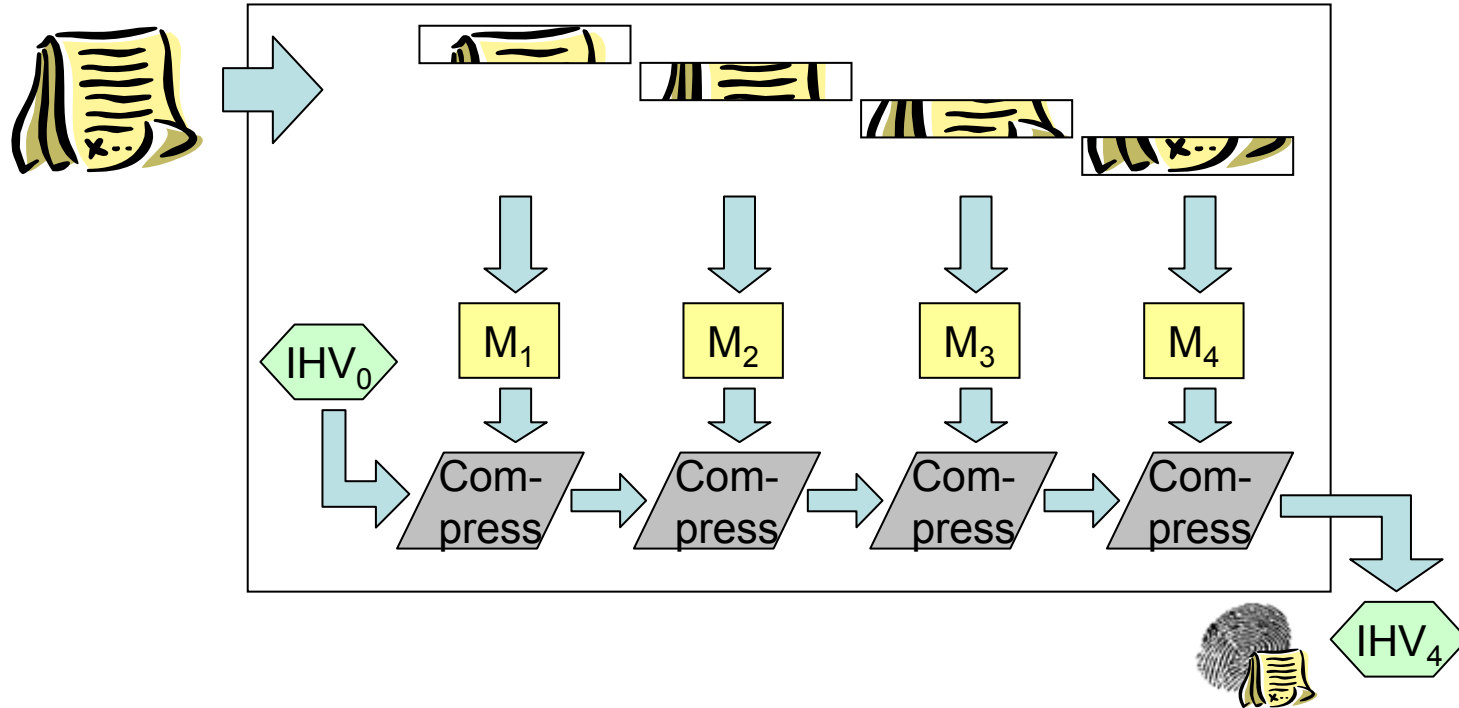 M₁ M₂ M₃ M₄
IHV₀
Com-
press
Com-
press
Com-
press
Com-
press
IHV₄